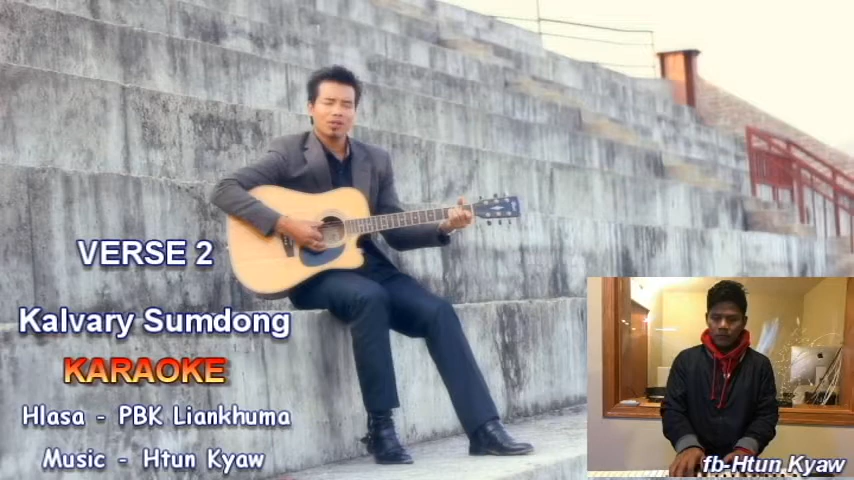 VERSE 2
Kalvary Sumdong
KARAOKE
Hlasa - PBK Liankhuma
Music - Htun Kyaw
fb-Htun Kyaw